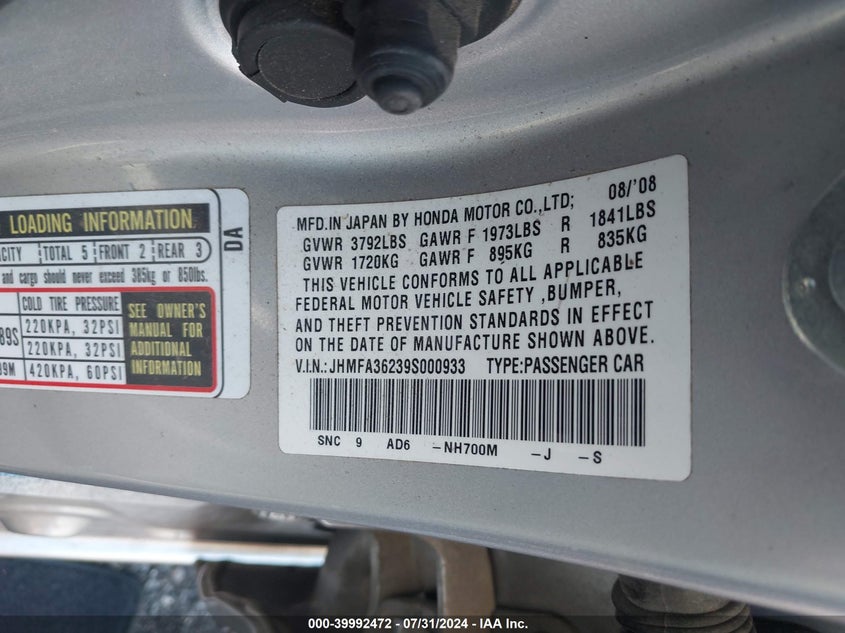 LOADING INFORMATION
TOTAL 5 FRONT 2 REAR 3
and cargo should never exceed 385kg or 850lbs.
COLD TIRE PRESSURE
89S 220KPA, 32PSI
220KPA, 32PSI
420KPA, 60PSI
SEE OWNER'S
MANUAL FOR
ADDITIONAL
INFORMATION
DA
MFD.IN JAPAN BY HONDA MOTOR CO.,LTD; 08/'08
GVWR 3792LBS GAWR F 1973LBS R 1841LBS
GVWR 1720KG GAWR F 895KG R 835KG
THIS VEHICLE CONFORMS TO ALL APPLICABLE
FEDERAL MOTOR VEHICLE SAFETY ,BUMPER,
AND THEFT PREVENTION STANDARDS IN EFFECT
ON THE DATE OF MANUFACTURE SHOWN ABOVE.
V.I.N.:JHMFA36239S000933 TYPE:PASSENGER CAR
SNC 9 AD6 -NH700M -J -S
000-39992472 / 07/31/2024 - IAA Inc.